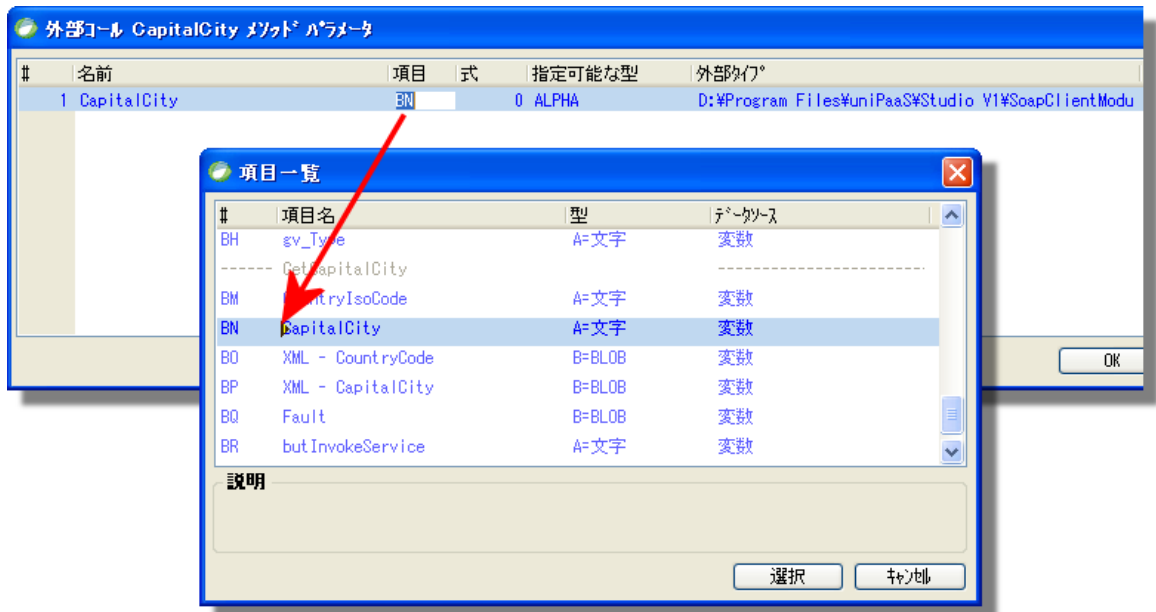 外部ｺｰﾙ CapitalCity ﾒｿｯﾄﾞ ﾊﾟﾗﾒｰﾀ
# 名前 項目 式 指定可能な型 外部ﾀｲﾌﾟ
1 CapitalCity BN 0 ALPHA D:¥Program Files¥uniPaaS¥Studio V1¥SoapClientModu
項目一覧
# 項目名 型 ﾃﾞｰﾀｿｰｽ
BH gv_Type A=文字 変数
------ GetCapitalCity -----------------------
BM CountryIsoCode A=文字 変数
BN CapitalCity A=文字 変数
BO XML - CountryCode B=BLOB 変数
BP XML - CapitalCity B=BLOB 変数
BQ Fault B=BLOB 変数
BR butInvokeService A=文字 変数
OK
説明
選択 ｷｬﾝｾﾙ